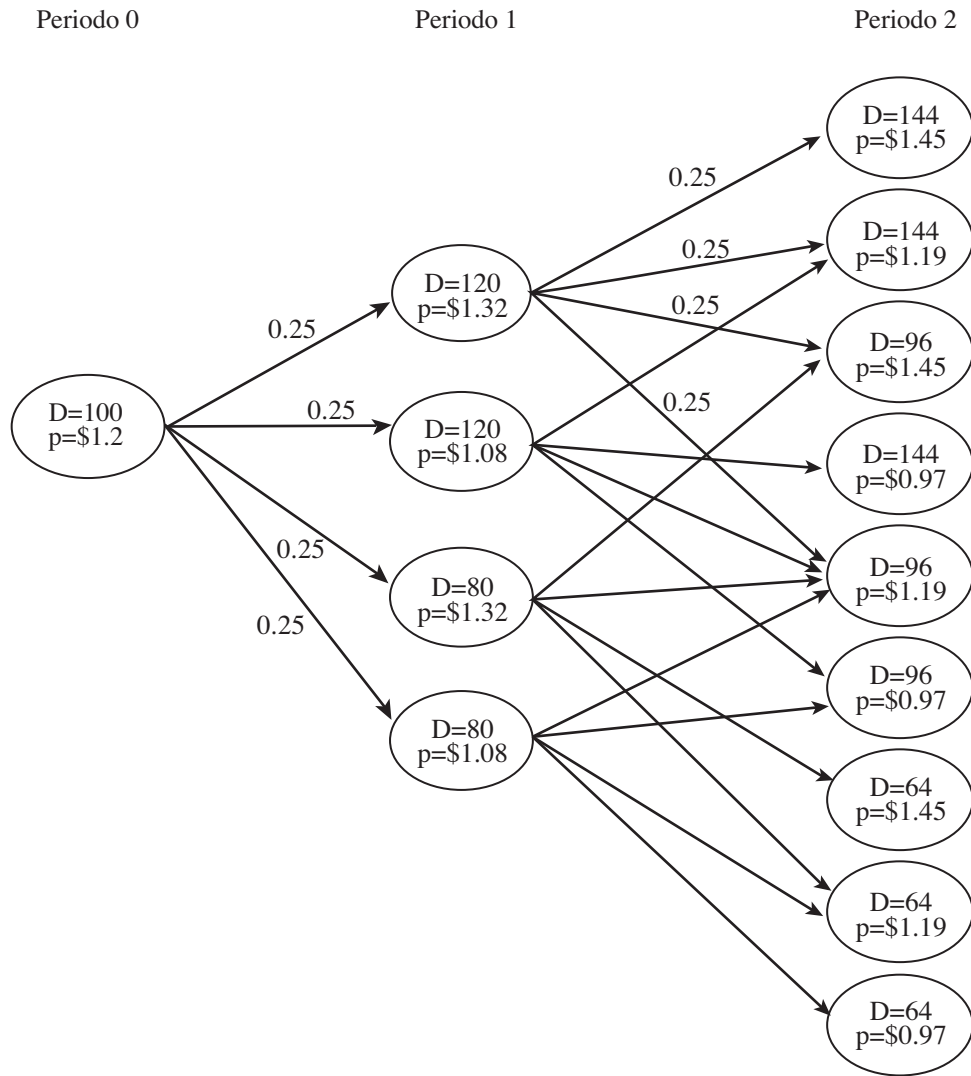 Periodo 0
Periodo 1
Periodo 2
D=100
p=$1.2
0.25
0.25
0.25
0.25
D=120
p=$1.32
D=120
p=$1.08
D=80
p=$1.32
D=80
p=$1.08
0.25
0.25
0.25
0.25
D=144
p=$1.45
D=144
p=$1.19
D=96
p=$1.45
D=144
p=$0.97
D=96
p=$1.19
D=96
p=$0.97
D=64
p=$1.45
D=64
p=$1.19
D=64
p=$0.97